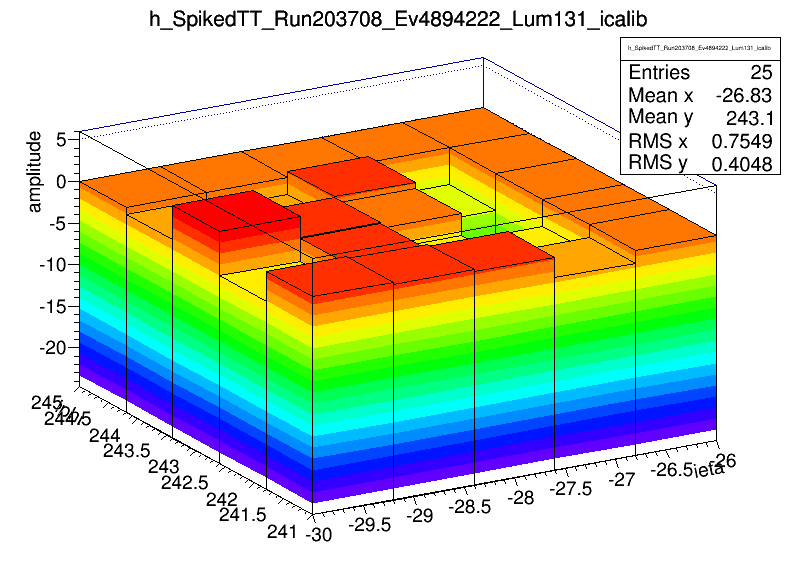 h_SpikedTT_Run203708_Ev4894222_Lum131_icalib
h_SpikedTT_Run203708_Ev4894222_Lum131_icalib
Entries 25
Mean x -26.83
Mean y 243.1
RMS x 0.7549
RMS y 0.4048
amplitude
5
0
-5
-10
-15
-20
245
244.5
244
243.5
243
242.5
242
241.5
241
-30
-29.5
-29
-28.5
-28
-27.5
-27
-26.5
-26
ieta